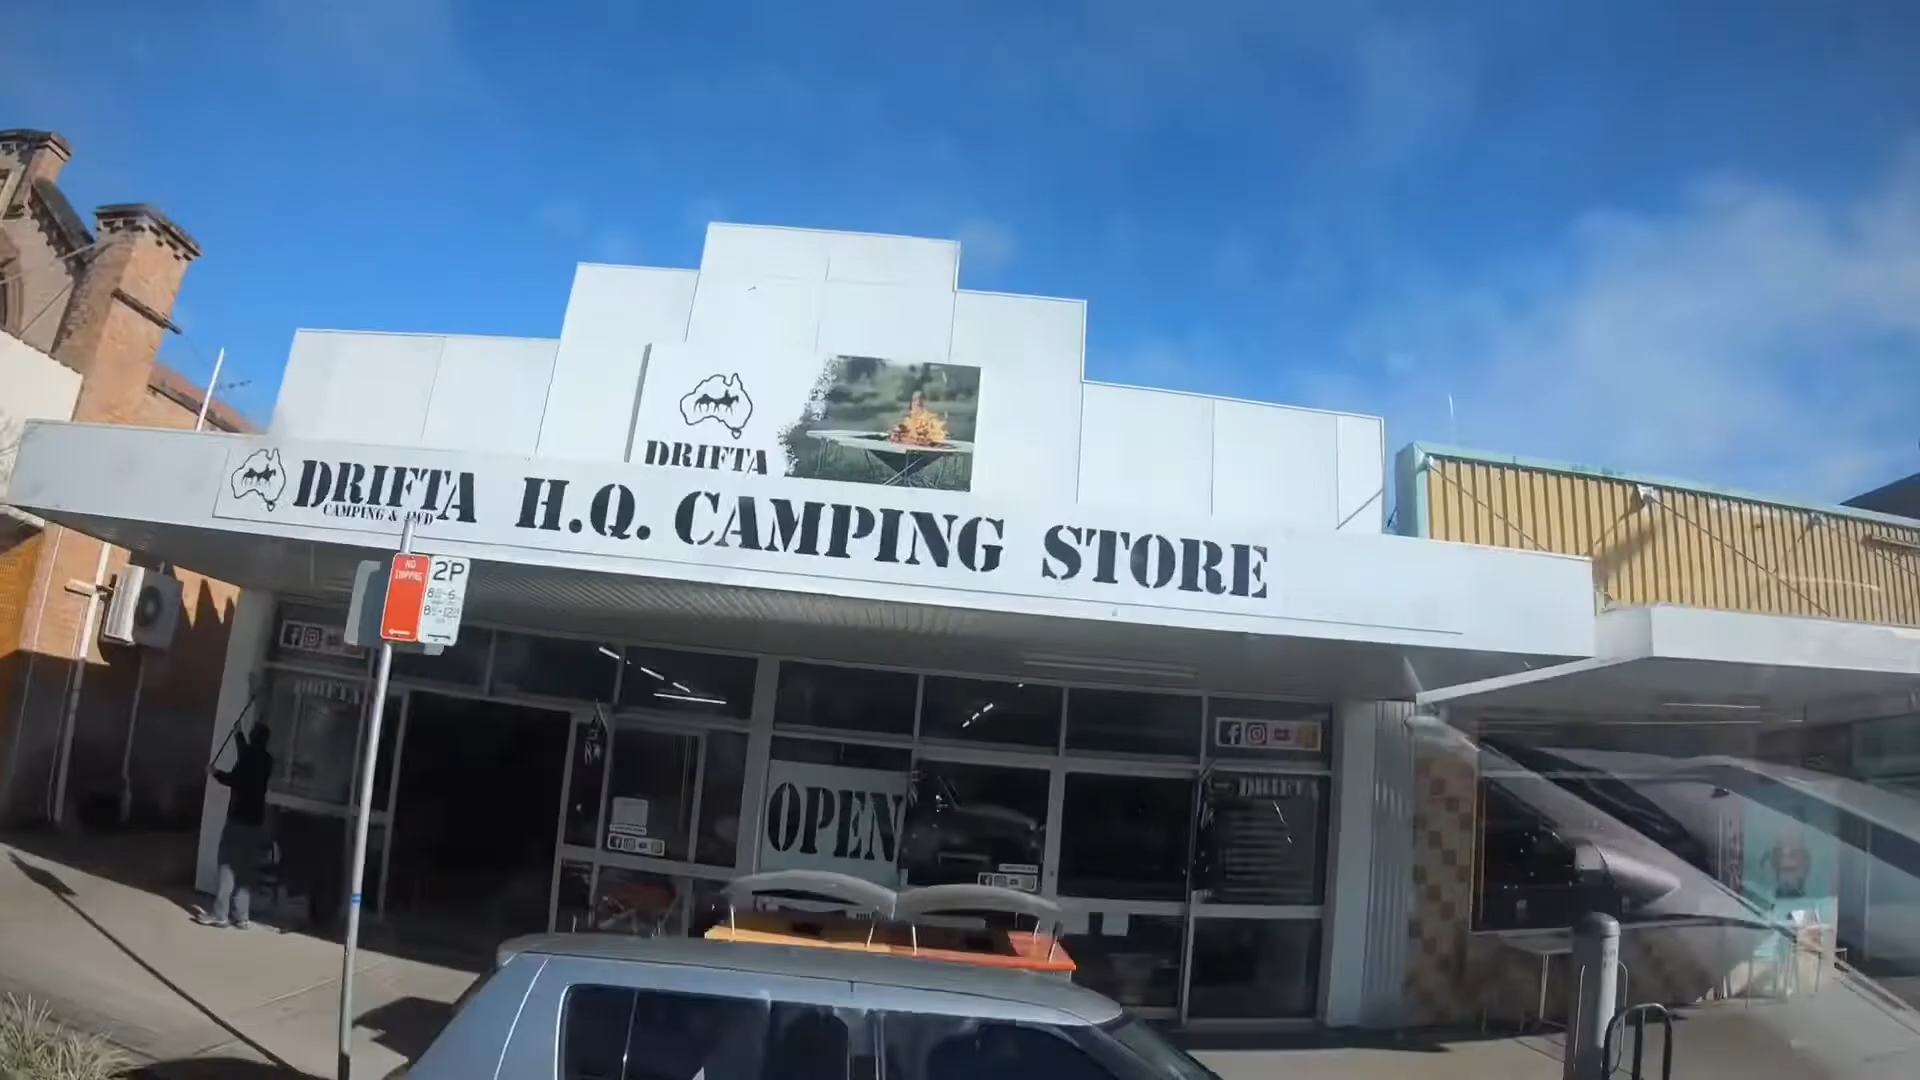 DRIFTA
DRIFTA H.Q. CAMPING STORE
CAMPING & 4WD
NO
STOPPING
2P
DRIFTA
OPEN
DRIFTA